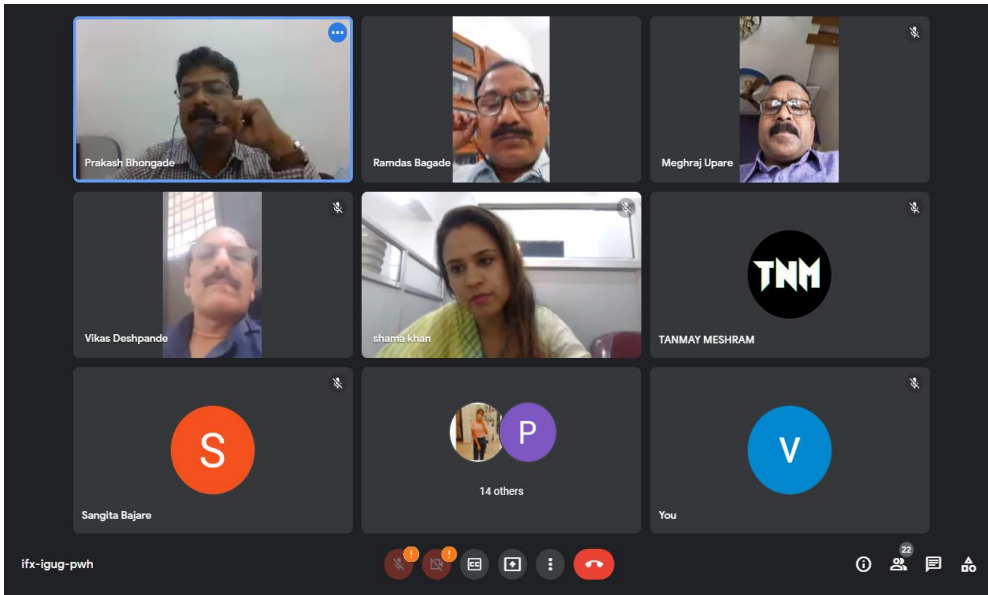 Prakash Bhongade
Ramdas Bagade
Meghraj Upare
Vikas Deshpande
shama khan
TNM
TANMAY MESHRAM
S
Sangita Bajare
P
14 others
V
You
ifx-igug-pwh
!
!
CC
22